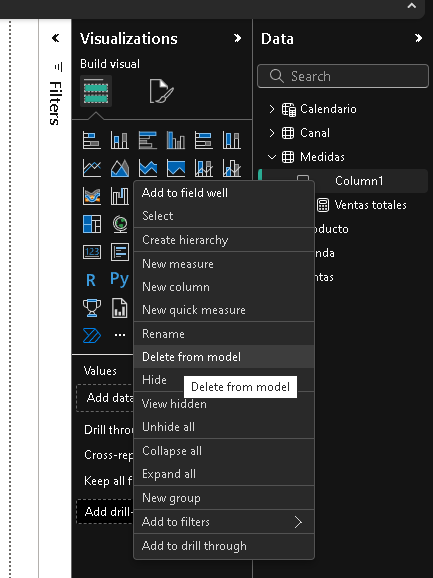 Visualizations
Data
Build visual
Search
Filters
Calendario
Canal
Medidas
Column1
Ventas totales
123
R
Py
Values
Add data
Drill throu
Cross-rep
Keep all f
Add drill-
Add to field well
Select
Create hierarchy
New measure
New column
New quick measure
Rename
Delete from model
Hide
Delete from model
View hidden
Unhide all
Collapse all
Expand all
New group
Add to filters
Add to drill through
oducto
nda
ntas